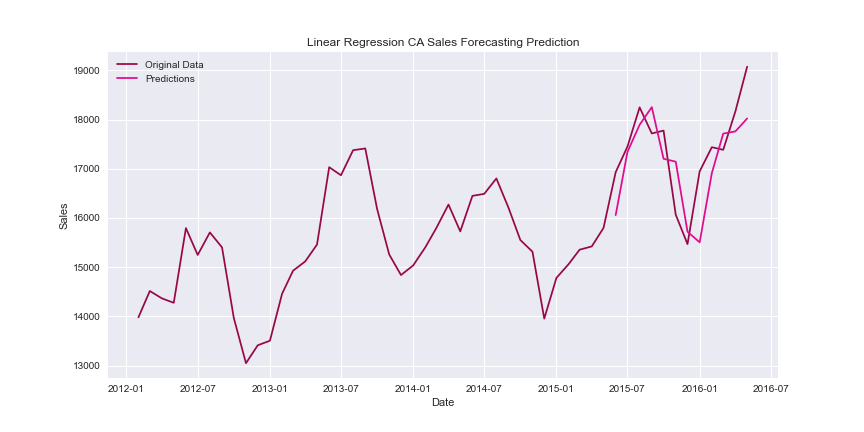 Linear Regression CA Sales Forecasting Prediction
Original Data
Predictions
19000
18000
17000
16000
15000
14000
13000
Sales
2012-01 2012-07 2013-01 2013-07 2014-01 2014-07 2015-01 2015-07 2016-01 2016-07
Date